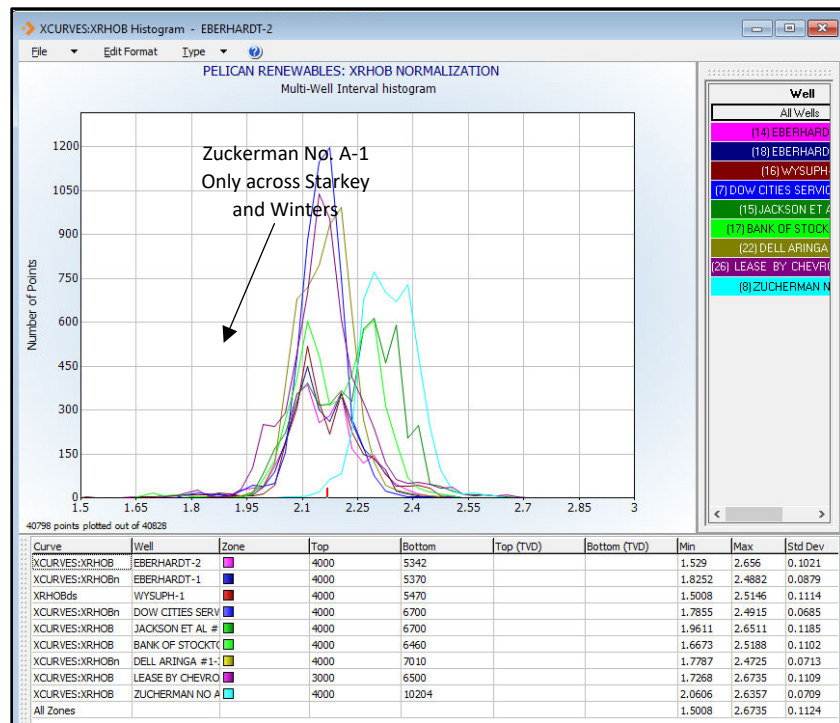 XCURVES:XRHOB Histogram - EBERHARDT-2
File Edit Format Type
PELICAN RENEWABLES: XRHOB NORMALIZATION
Multi-Well Interval histogram
Zuckerman No. A-1
Only across Starkey
and Winters
Number of Points
1200
1050
900
750
600
450
300
150
0
1.5 1.65 1.8 1.95 2.1 2.25 2.4 2.55 2.7 2.85 3
40798 points plotted out of 40828
Well
All Wells
(14) EBERHARD
(18) EBERHARD
(16) WYSUPH-
(7) DOW CITIES SERVIC
(15) JACKSON ET A
(17) BANK OF STOCK
(22) DELL ARINGA
(26) LEASE BY CHEVRO
(8) ZUCHERMAN N
Curve Well Zone Top Bottom Top (TVD) Bottom (TVD) Min Max Std Dev
XCURVES:XRHOB EBERHARDT-2 4000 5342 1.529 2.656 0.1021
XCURVES:XRHOBn EBERHARDT-1 4000 5370 1.8252 2.4882 0.0879
XRHOBds WYSUPH-1 4000 5470 1.5008 2.5146 0.1114
XCURVES:XRHOBn DOW CITIES SERV 4000 6700 1.7855 2.4915 0.0685
XCURVES:XRHOB JACKSON ET AL # 4000 6700 1.9611 2.6511 0.1185
XCURVES:XRHOB BANK OF STOCKTO 4000 6460 1.6673 2.5188 0.1102
XCURVES:XRHOBn DELL ARINGA #1- 4000 7010 1.7787 2.4725 0.0713
XCURVES:XRHOB LEASE BY CHEVRO 3000 6500 1.7268 2.6735 0.1109
XCURVES:XRHOB ZUCHERMAN NO A 4000 10204 2.0606 2.6357 0.0709
All Zones 1.5008 2.6735 0.1124